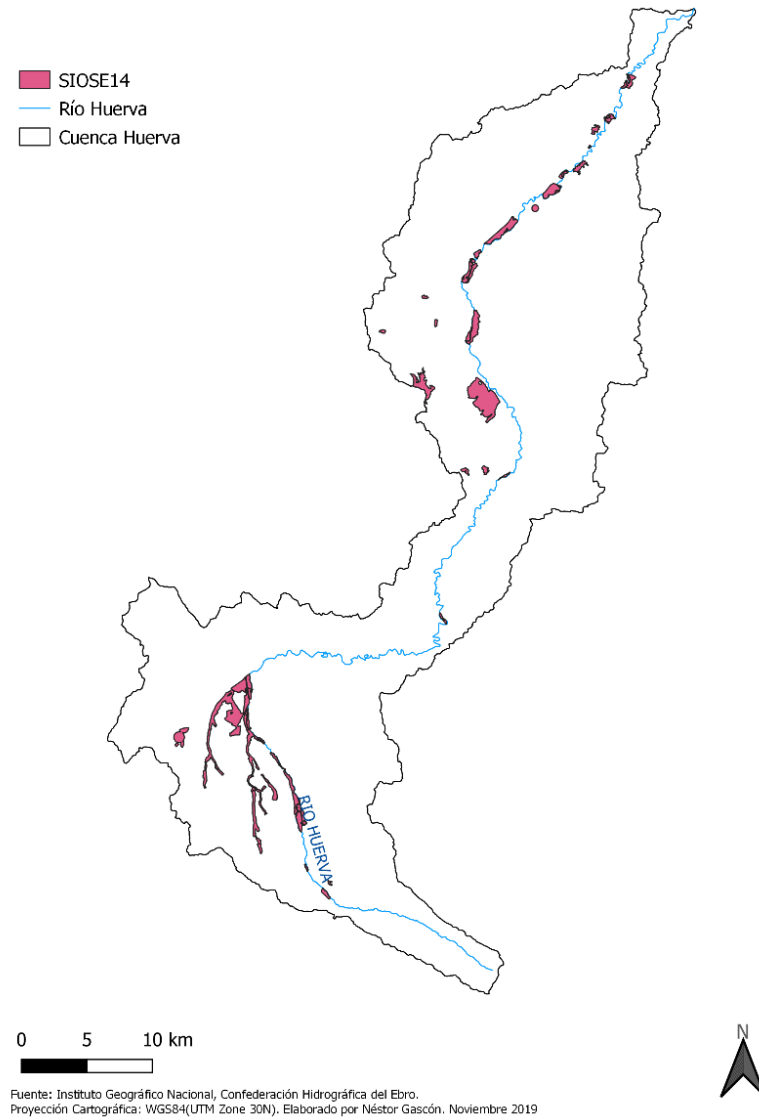 SIOSE14
Río Huerva
Cuenca Huerva
RIO HUERVA
0 5 10 km
N
Fuente: Instituto Geográfico Nacional, Confederación Hidrográfica del Ebro.
Proyección Cartográfica: WGS84(UTM Zone 30N). Elaborado por Néstor Gascón. Noviembre 2019